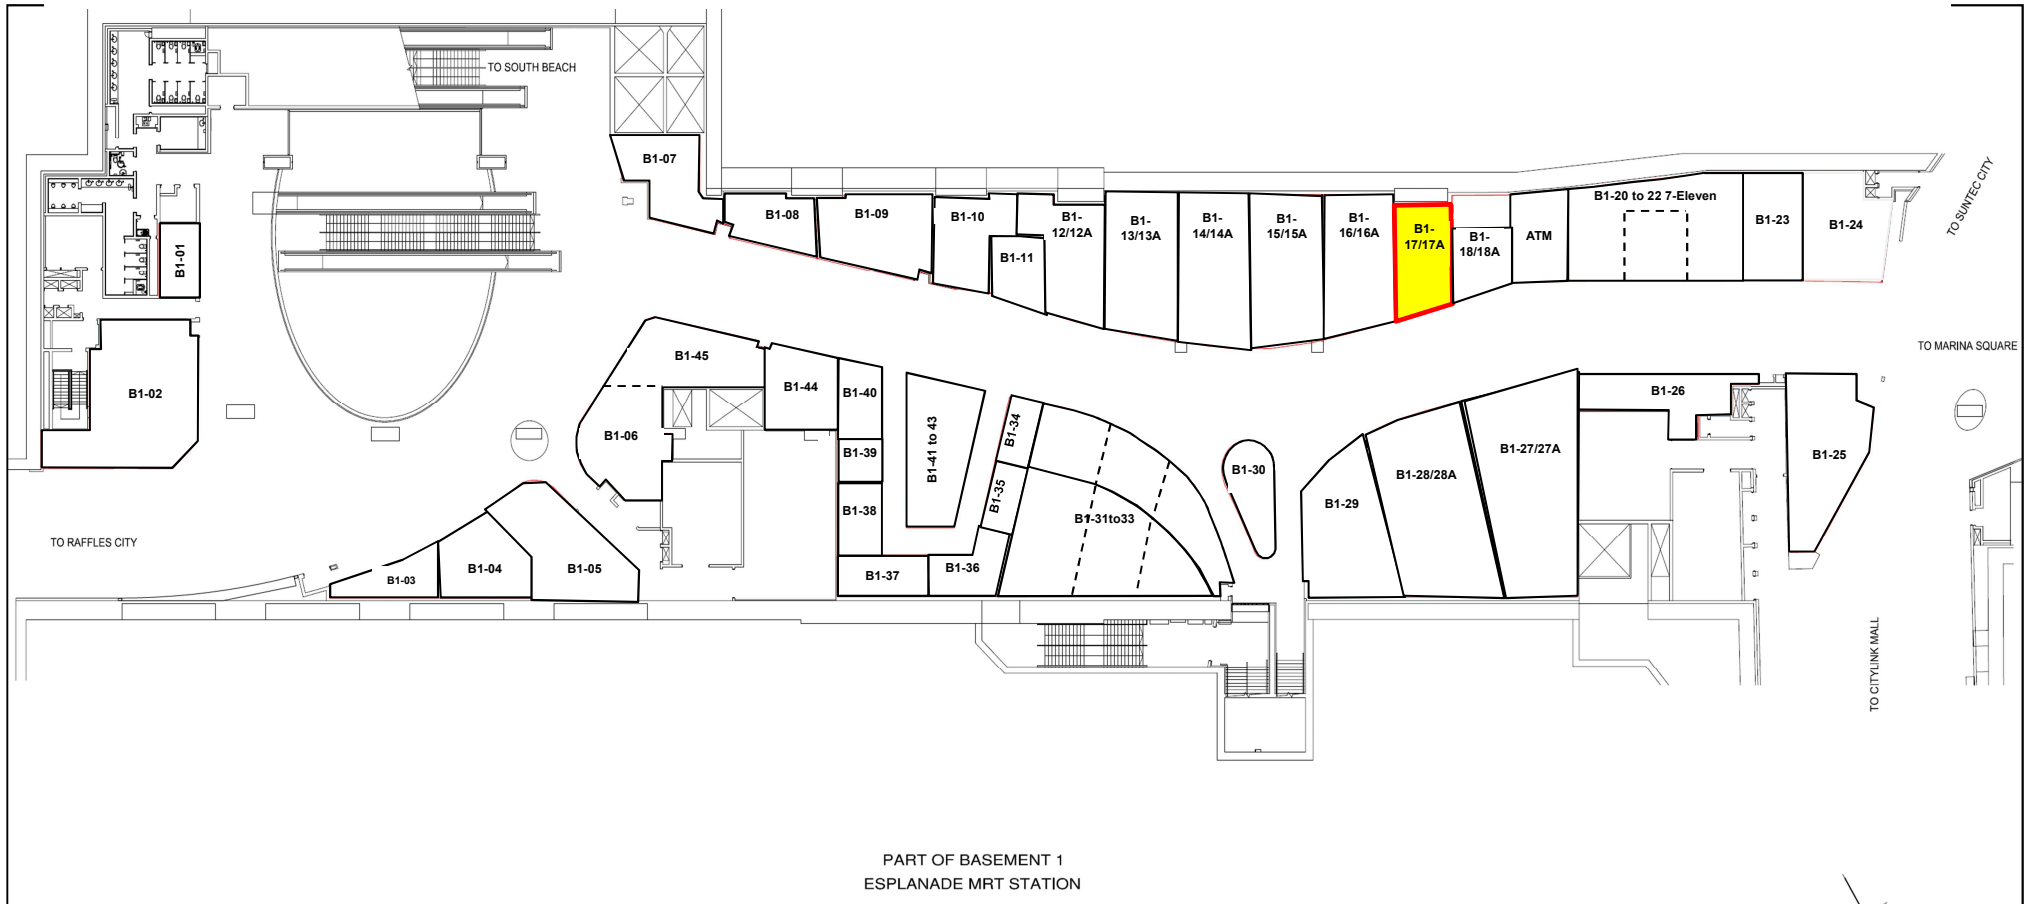 TO SOUTH BEACH
B1-07
B1-08
B1-09
B1-10
B1-11
B1-
12/12A
B1-
13/13A
B1-
14/14A
B1-
15/15A
B1-
16/16A
B1-
17/17A
B1-
18/18A
ATM
B1-20 to 22 7-Eleven
B1-23
B1-24
TO SUNTEC CITY
B1-01
B1-02
B1-45
B1-44
B1-40
B1-06
B1-39
B1-38
B1-41 to 43
B1-34
B1-35
B1-31to33
B1-30
B1-29
B1-28/28A
B1-27/27A
B1-26
B1-25
TO MARINA SQUARE
TO RAFFLES CITY
B1-03
B1-04
B1-05
B1-37
B1-36
TO CITYLINK MALL
PART OF BASEMENT 1
ESPLANADE MRT STATION